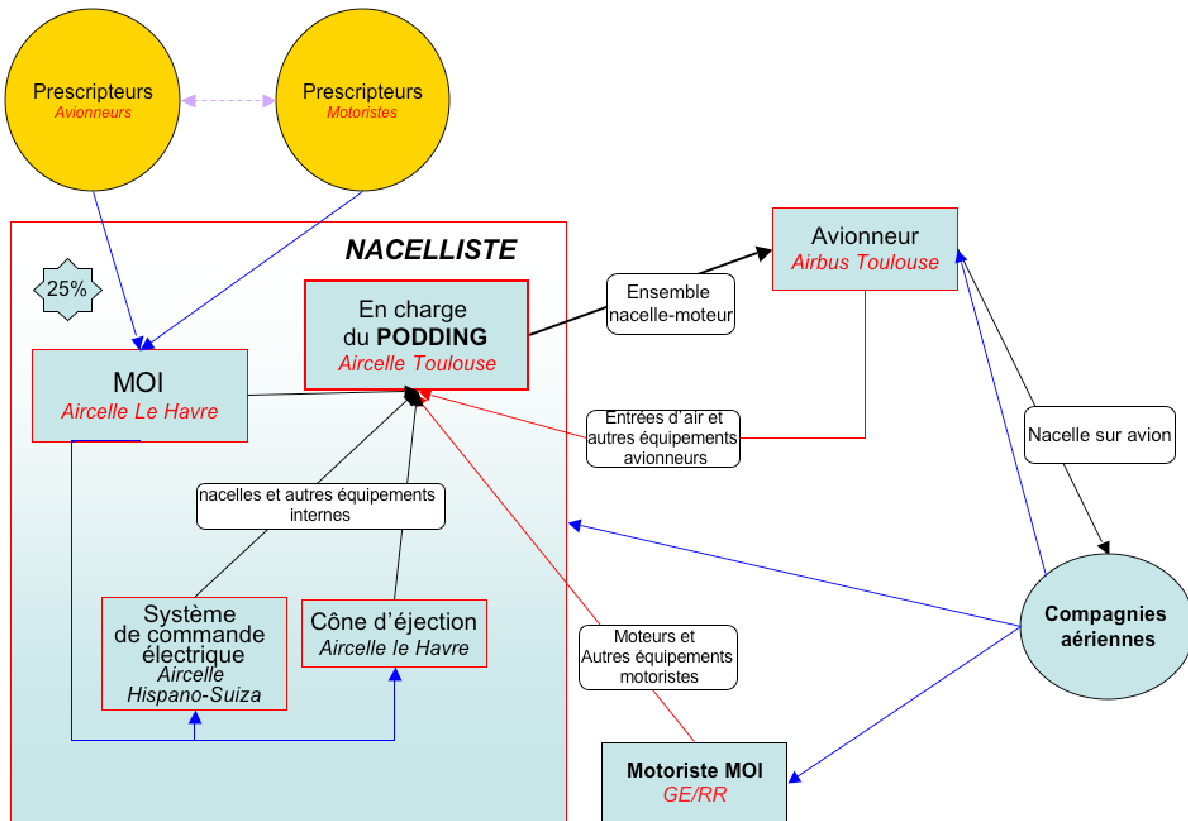 Prescripteurs
Avionneurs
Prescripteurs
Motoristes
NACELLISTE
25%
En charge
du PODDING
Aircelle Toulouse
MOI
Aircelle Le Havre
Ensemble
nacelle-moteur
Avionneur
Airbus Toulouse
Entrées d'air et
autres équipements
avionneurs
Nacelle sur avion
nacelles et autres équipements
internes
Système
de commande
électrique
Aircelle
Hispano-Suiza
Cône d'éjection
Aircelle le Havre
Moteurs et
Autres équipements
motoristes
Compagnies
aériennes
Motoriste MOI
GE/RR